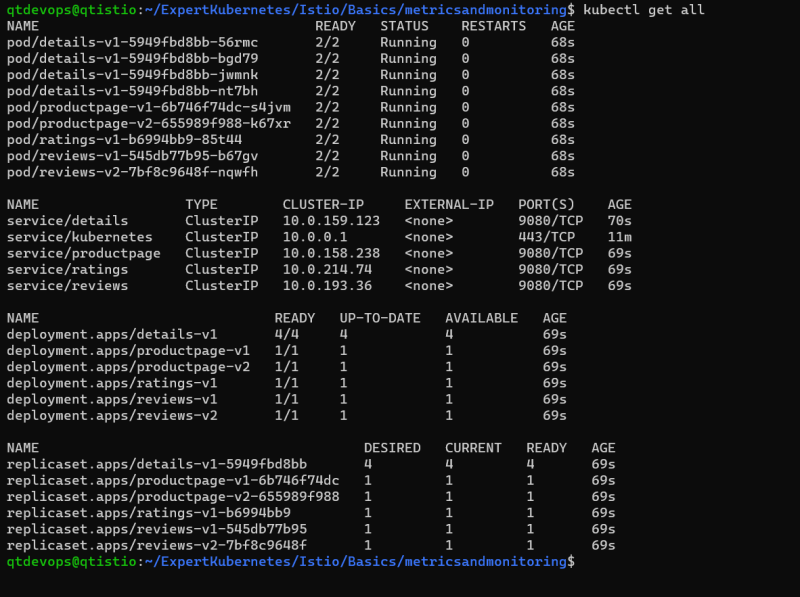 qtdevops@qtistio:~/ExpertKubernetes/Istio/Basics/metricsandmonitoring$ kubectl get all
NAME READY STATUS RESTARTS AGE
pod/details-v1-5949fbd8bb-56rmc 2/2 Running 0 68s
pod/details-v1-5949fbd8bb-bgd79 2/2 Running 0 68s
pod/details-v1-5949fbd8bb-jwmnk 2/2 Running 0 68s
pod/details-v1-5949fbd8bb-nt7bh 2/2 Running 0 68s
pod/productpage-v1-6b746f74dc-s4jvm 2/2 Running 0 68s
pod/productpage-v2-655989f988-k67xr 2/2 Running 0 68s
pod/ratings-v1-b6994bb9-85t44 2/2 Running 0 68s
pod/reviews-v1-545db77b95-b67gv 2/2 Running 0 68s
pod/reviews-v2-7bf8c9648f-nqwfh 2/2 Running 0 68s
NAME TYPE CLUSTER-IP EXTERNAL-IP PORT(S) AGE
service/details ClusterIP 10.0.159.123 <none> 9080/TCP 70s
service/kubernetes ClusterIP 10.0.0.1 <none> 443/TCP 11m
service/productpage ClusterIP 10.0.158.238 <none> 9080/TCP 69s
service/ratings ClusterIP 10.0.214.74 <none> 9080/TCP 69s
service/reviews ClusterIP 10.0.193.36 <none> 9080/TCP 69s
NAME READY UP-TO-DATE AVAILABLE AGE
deployment.apps/details-v1 4/4 4 4 69s
deployment.apps/productpage-v1 1/1 1 1 69s
deployment.apps/productpage-v2 1/1 1 1 69s
deployment.apps/ratings-v1 1/1 1 1 69s
deployment.apps/reviews-v1 1/1 1 1 69s
deployment.apps/reviews-v2 1/1 1 1 69s
NAME DESIRED CURRENT READY AGE
replicaset.apps/details-v1-5949fbd8bb 4 4 4 69s
replicaset.apps/productpage-v1-6b746f74dc 1 1 1 69s
replicaset.apps/productpage-v2-655989f988 1 1 1 69s
replicaset.apps/ratings-v1-b6994bb9 1 1 1 69s
replicaset.apps/reviews-v1-545db77b95 1 1 1 69s
replicaset.apps/reviews-v2-7bf8c9648f 1 1 1 69s
qtdevops@qtistio:~/ExpertKubernetes/Istio/Basics/metricsandmonitoring$